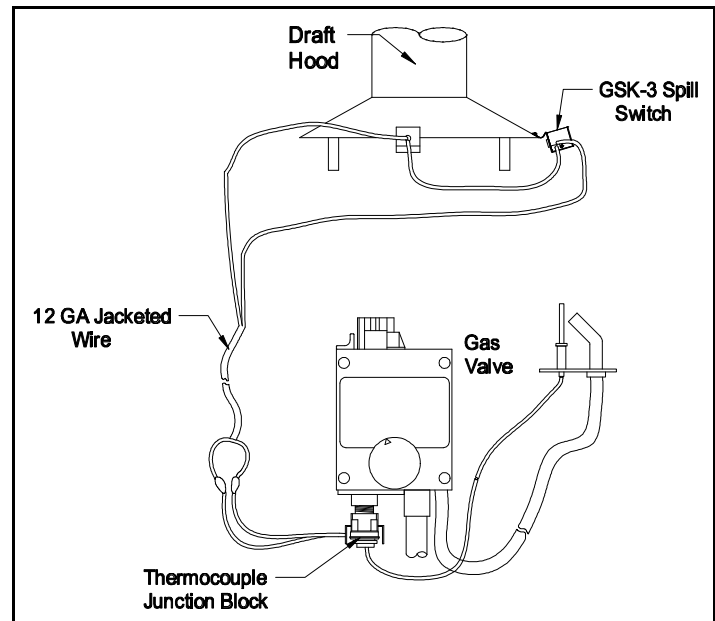 Draft
Hood
GSK-3 Spill
Switch
12 GA Jacketed
Wire
Gas
Valve
Thermocouple
Junction Block